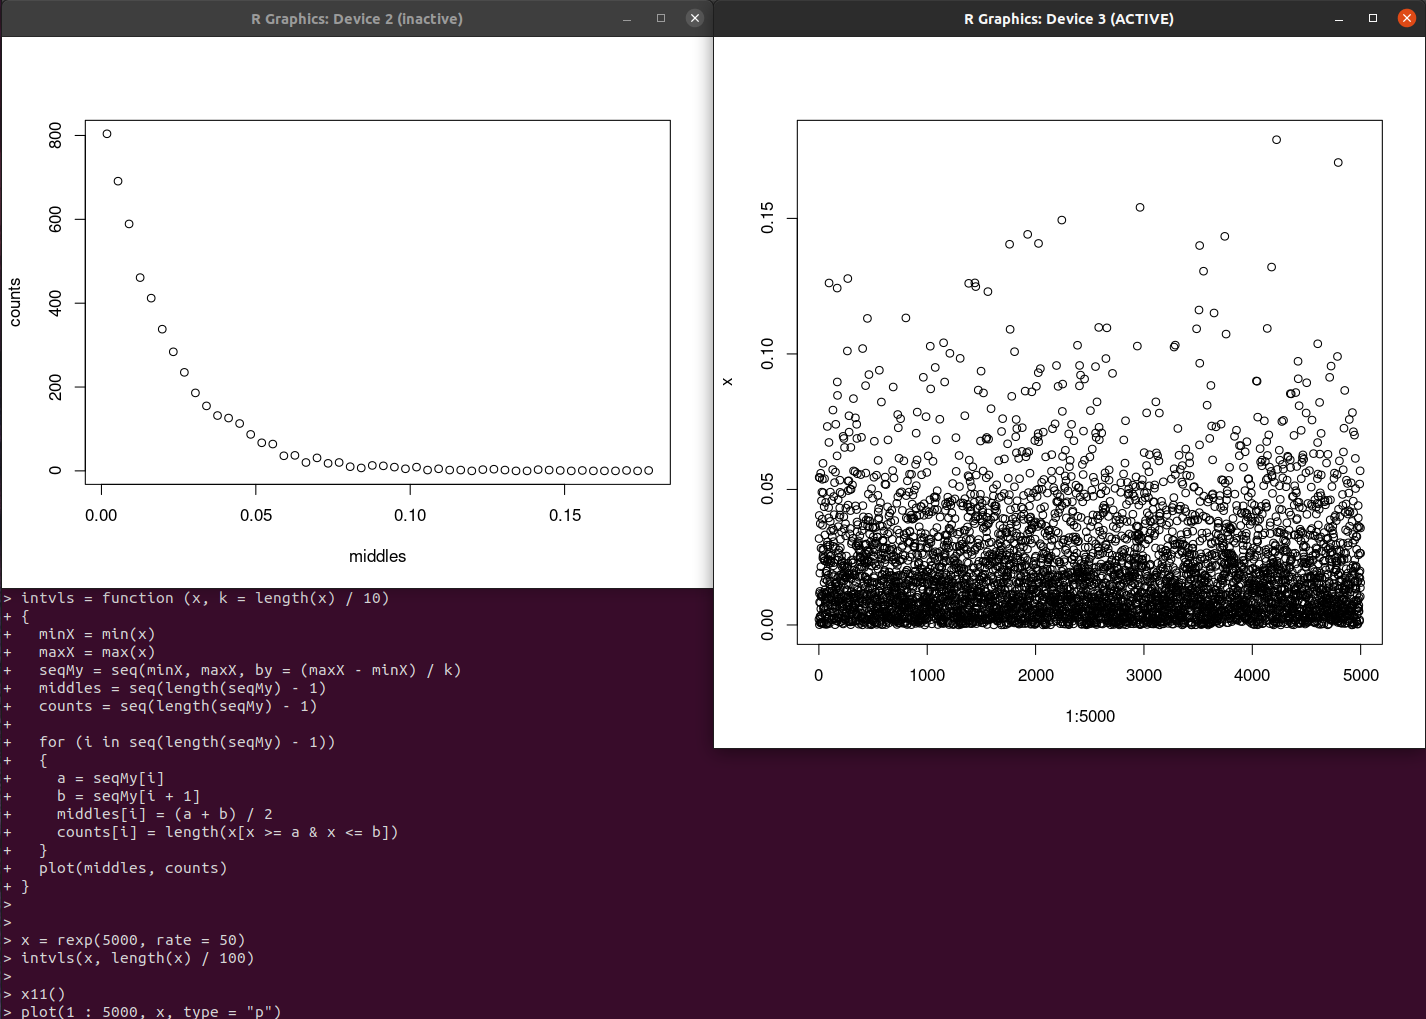 R Graphics: Device 2 (inactive)
800
600
400
200
0
counts
0.00 0.05 0.10 0.15
middles
R Graphics: Device 3 (ACTIVE)
0.15
0.10
0.05
0.00
x
0 1000 2000 3000 4000 5000
1:5000
> intvls = function (x, k = length(x) / 10)
+ {
+   minX = min(x)
+   maxX = max(x)
+   seqMy = seq(minX, maxX, by = (maxX - minX) / k)
+   middles = seq(length(seqMy) - 1)
+   counts = seq(length(seqMy) - 1)
+
+   for (i in seq(length(seqMy) - 1))
+   {
+     a = seqMy[i]
+     b = seqMy[i + 1]
+     middles[i] = (a + b) / 2
+     counts[i] = length(x[x >= a & x <= b])
+   }
+   plot(middles, counts)
+ }
>
>
> x = rexp(5000, rate = 50)
> intvls(x, length(x) / 100)
>
> x11()
> plot(1 : 5000, x, type = "p")